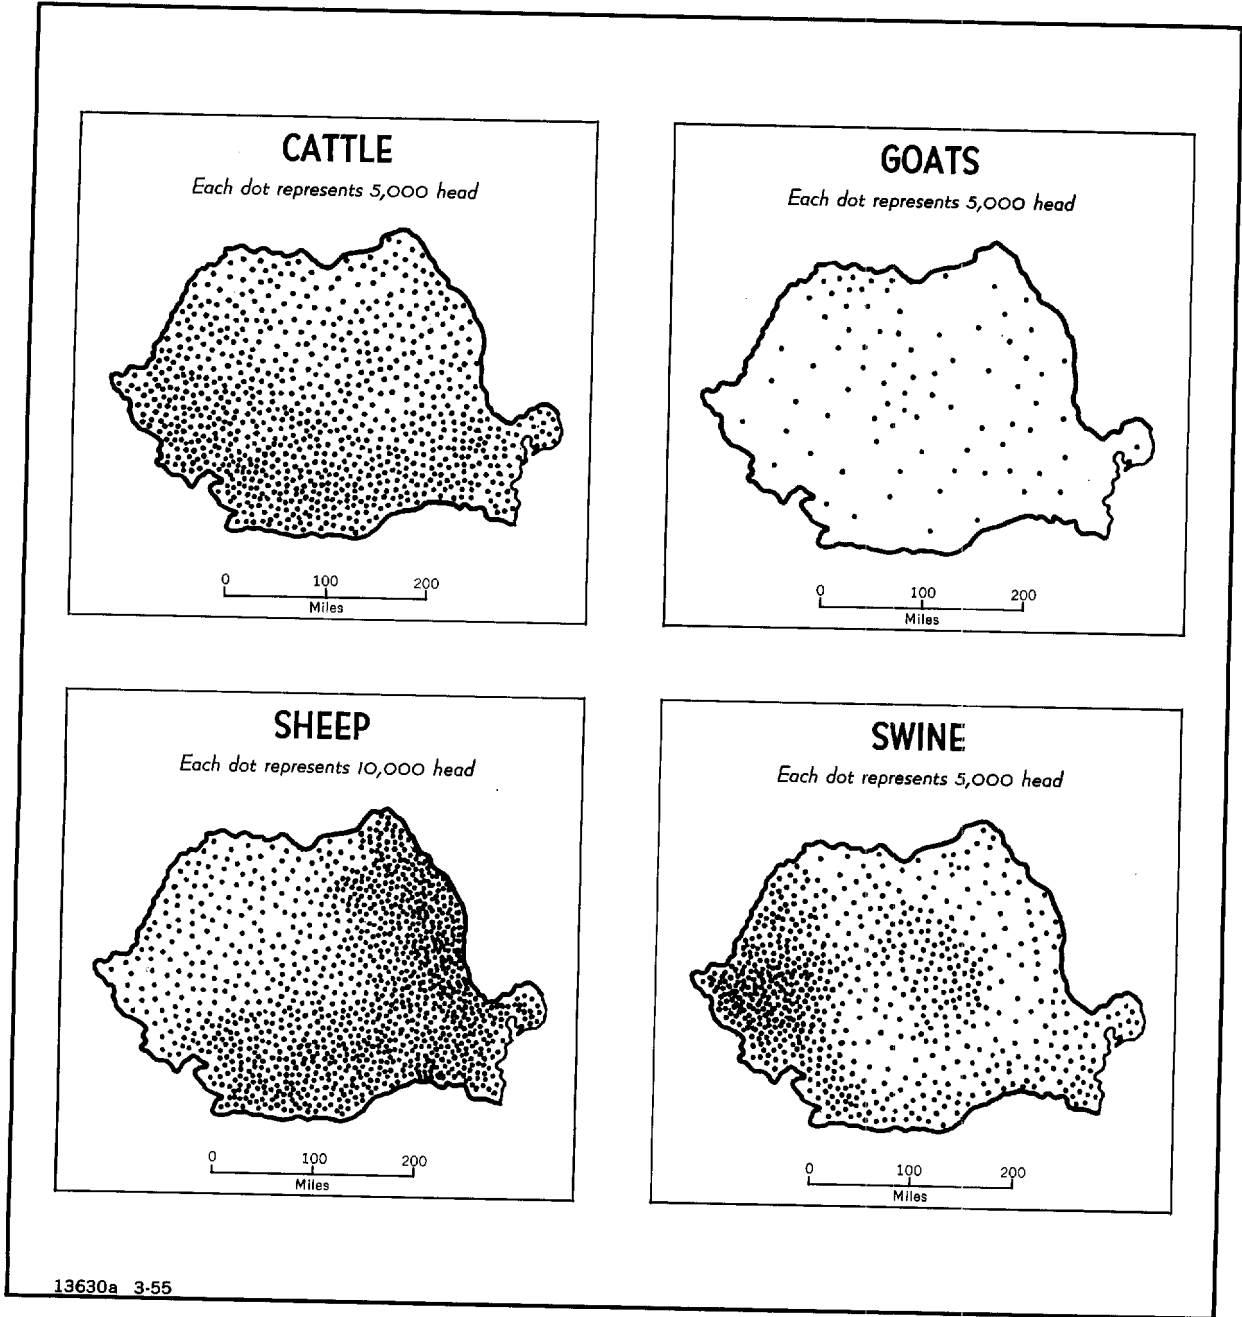 CATTLE
Each dot represents 5,000 head
0 100 200
Miles
GOATS
Each dot represents 5,000 head
0 100 200
Miles
SHEEP
Each dot represents 10,000 head
0 100 200
Miles
SWINE
Each dot represents 5,000 head
0 100 200
Miles
13630a 3-55